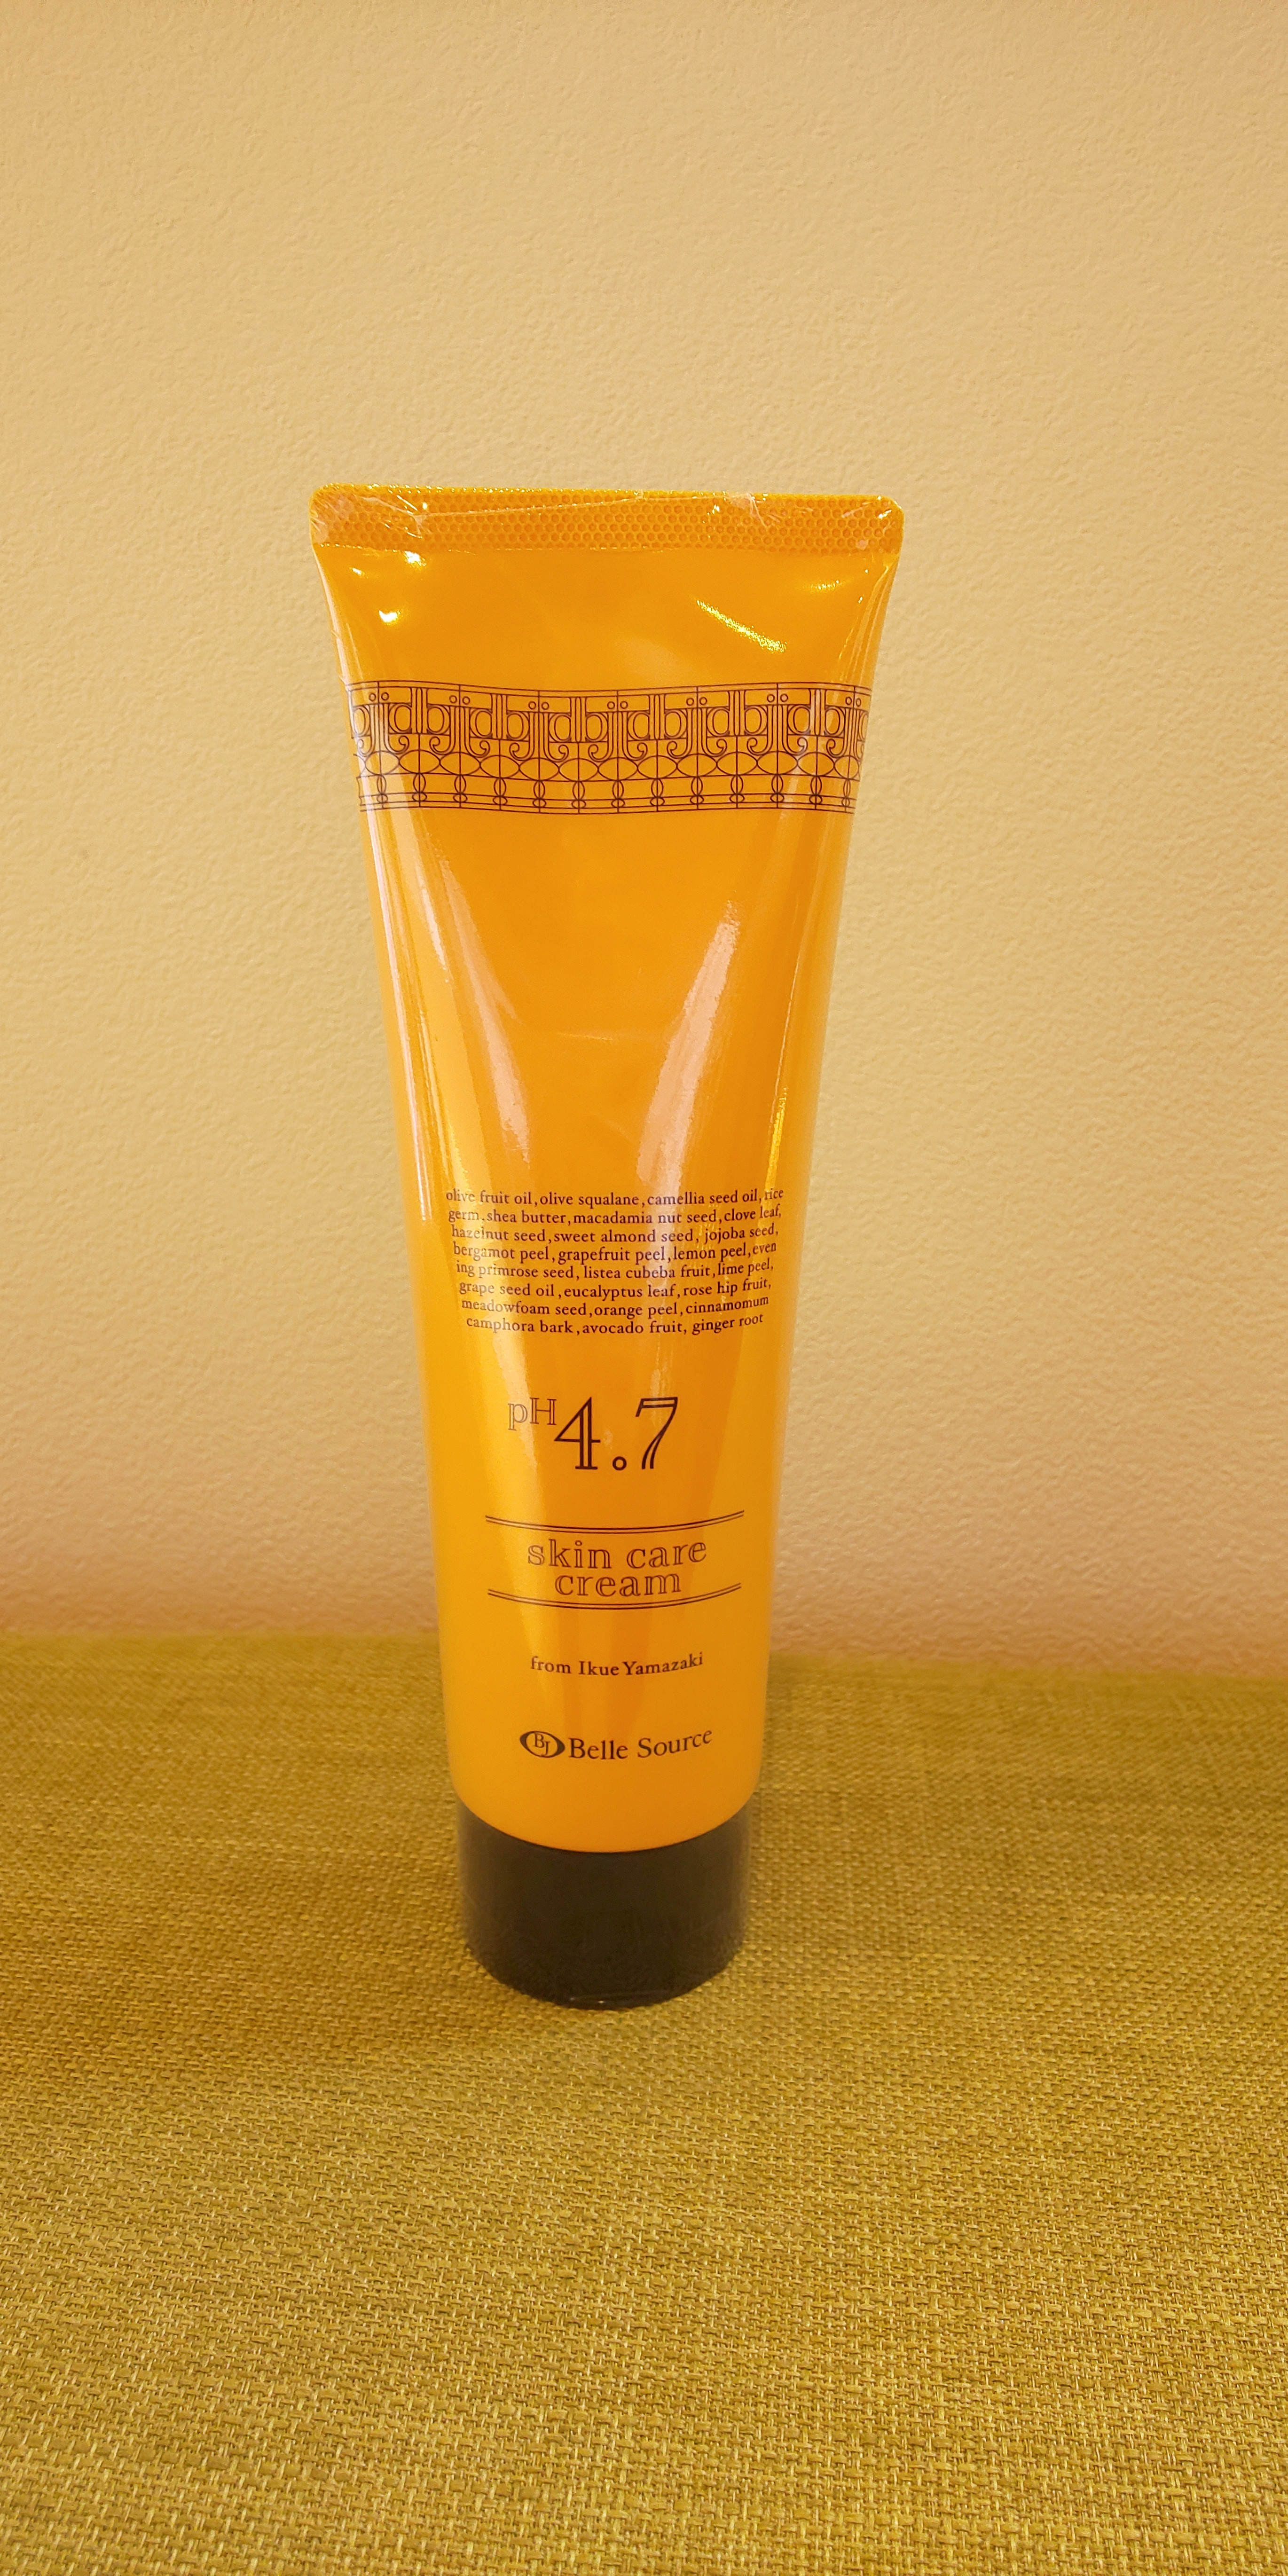 olive fruit oil, olive squalane, camellia seed oil, rice
germ, shea butter, macadamia nut seed, clove leaf,
hazelnut seed, sweet almond seed, jojoba seed,
bergamot peel, grapefruit peel, lemon peel, even
ing primrose seed, listea cubeba fruit, lime peel,
grape seed oil, eucalyptus leaf, rose hip fruit,
meadowfoam seed, orange peel, cinnamomum
camphora bark, avocado fruit, ginger root
pH4.7
skin care
cream
from Ikue Yamazaki
BJ Belle Source